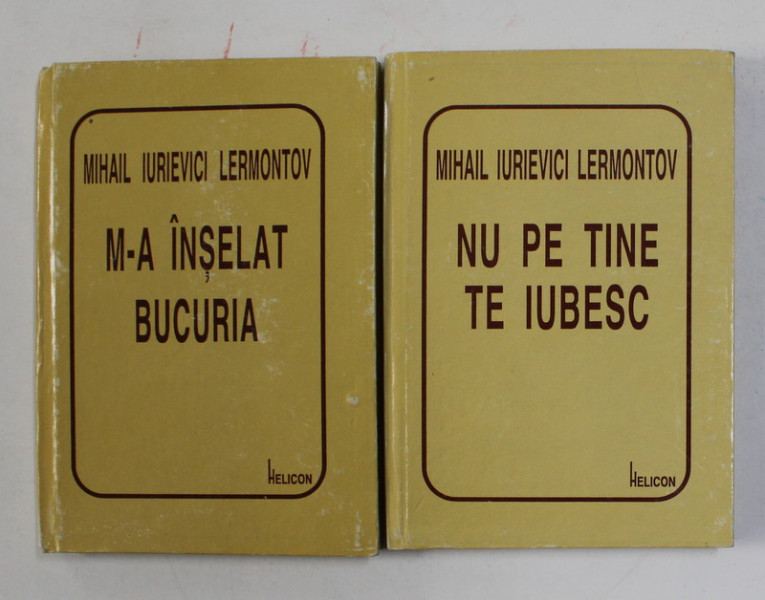 MIHAIL IURIEVICI LERMONTOV
M-A ÎNȘELAT
BUCURIA
HELICON
MIHAIL IURIEVICI LERMONTOV
NU PE TINE
TE IUBESC
HELICON